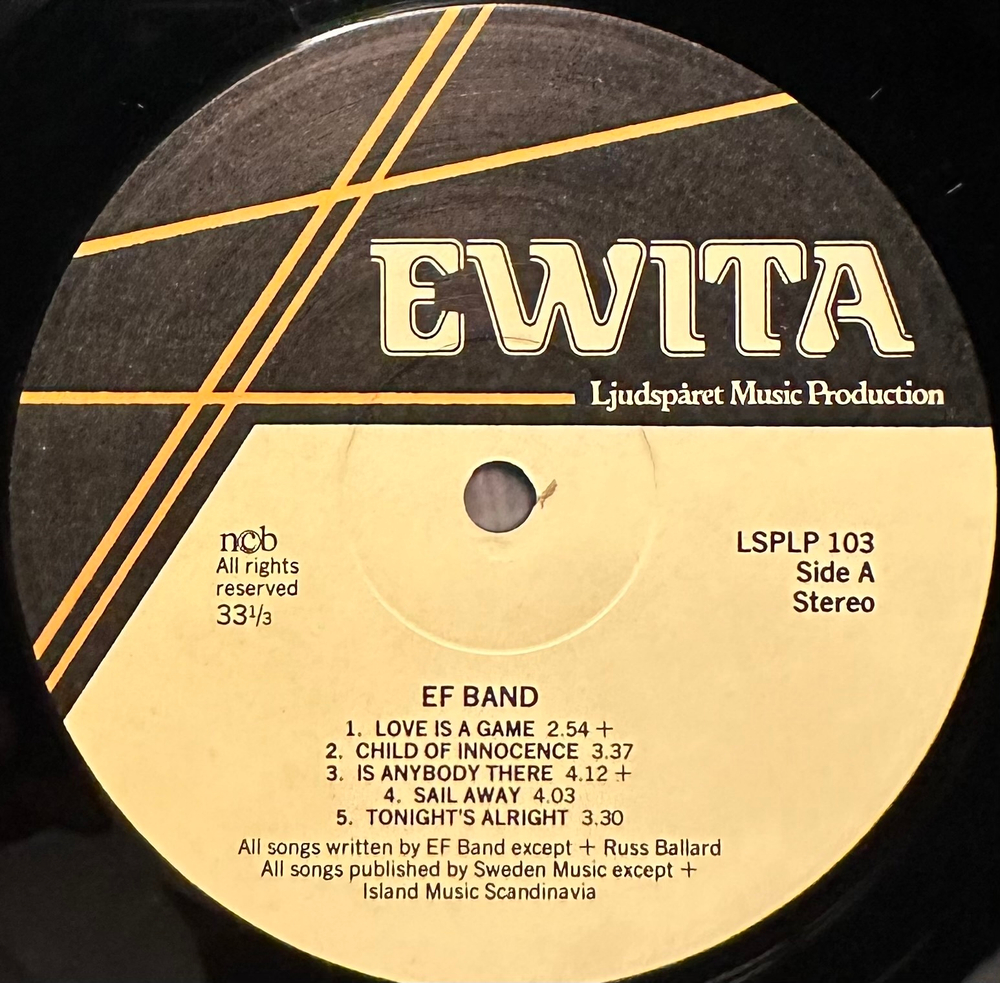 EWITA
Ljudspåret Music Production
ncb
All rights
reserved
33 1/3
LSPLP 103
Side A
Stereo
EF BAND
1. LOVE IS A GAME 2.54 +
2. CHILD OF INNOCENCE 3.37
3. IS ANYBODY THERE 4.12 +
4. SAIL AWAY 4.03
5. TONIGHT'S ALRIGHT 3.30
All songs written by EF Band except + Russ Ballard
All songs published by Sweden Music except +
Island Music Scandinavia